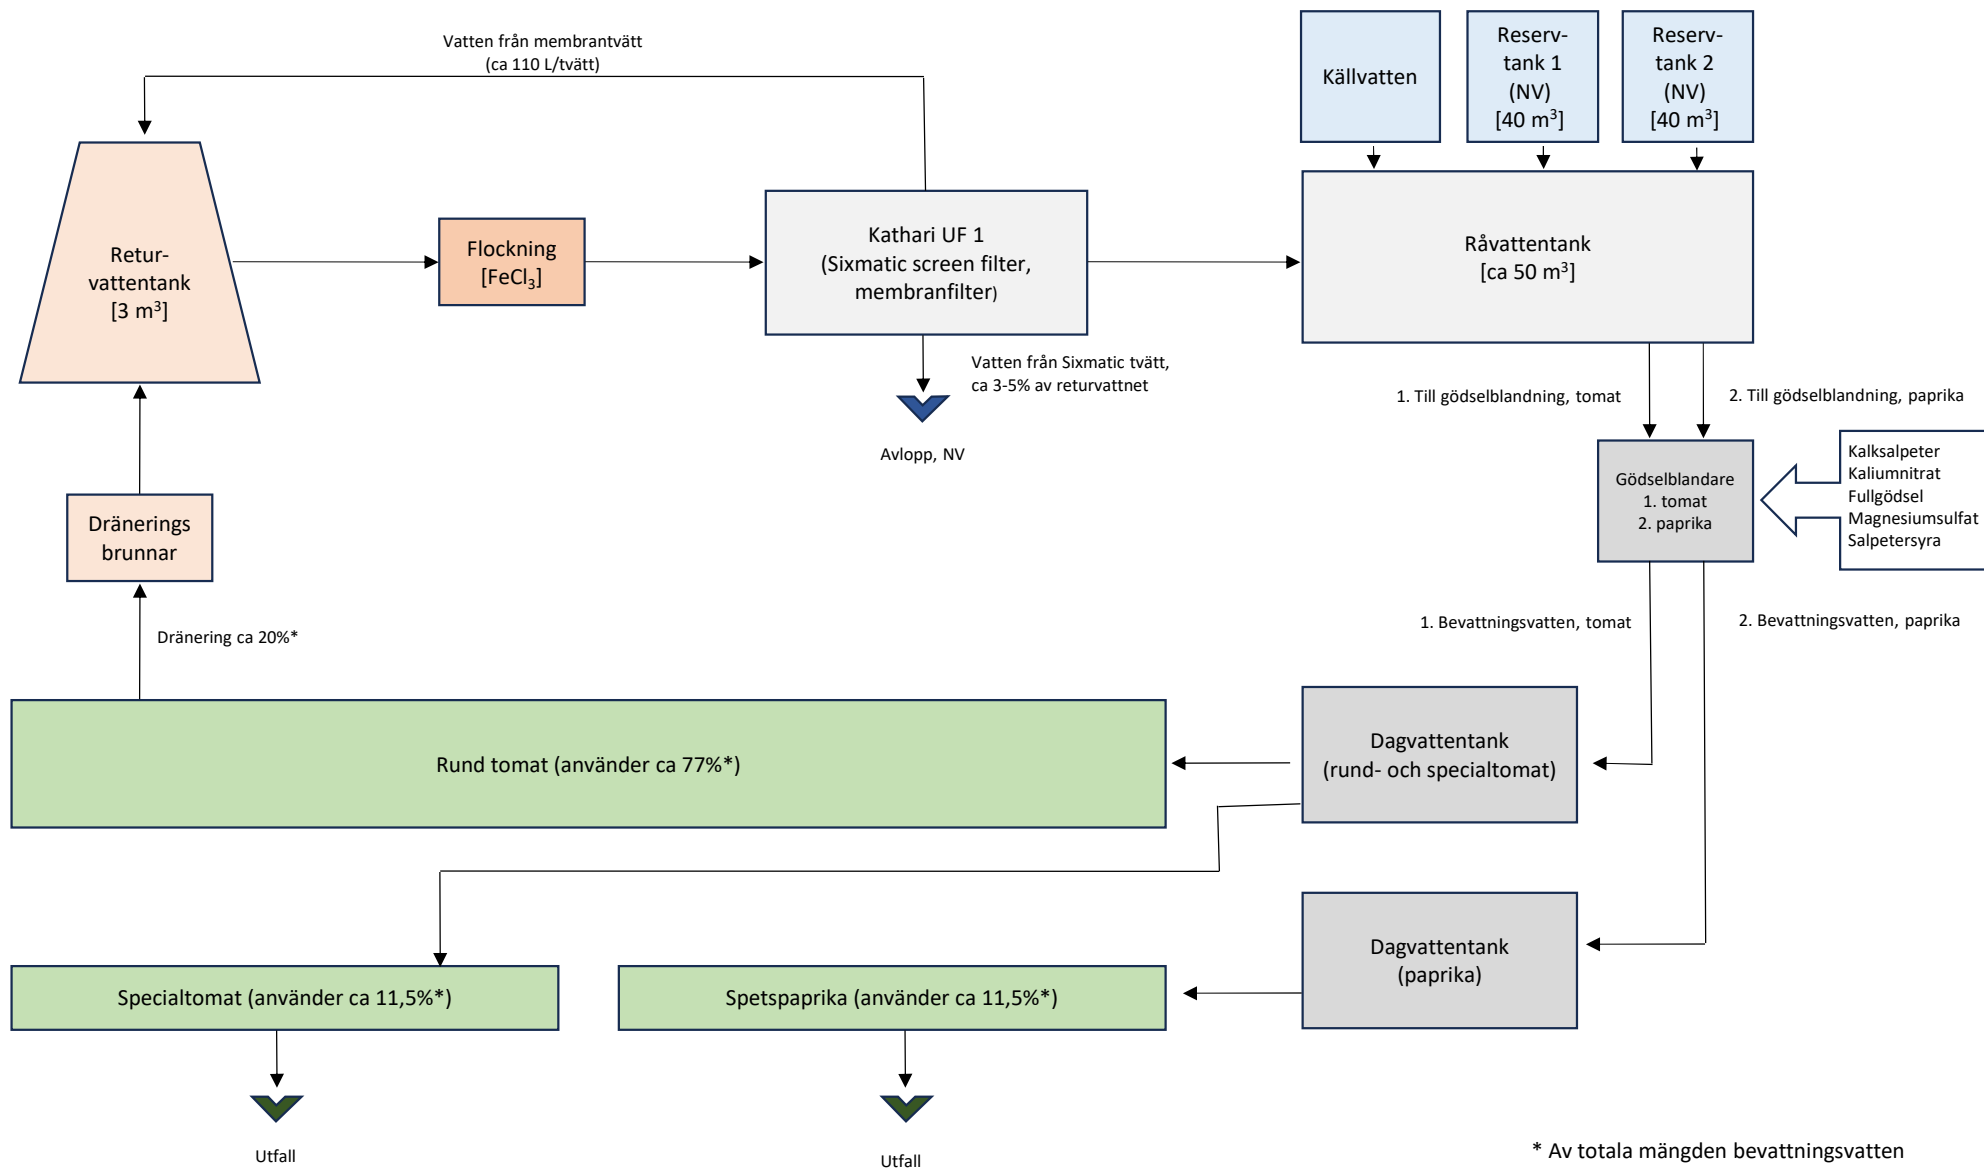 Vatten från membrantvätt
(ca 110 L/tvätt)
Källvatten
Reserv-
tank 1
(NV)
[40 m³]
Reserv-
tank 2
(NV)
[40 m³]
Retur-
vattentank
[3 m³]
Flockning
[FeCl₃]
Kathari UF 1
(Sixmatic screen filter,
membranfilter)
Råvattentank
[ca 50 m³]
Vatten från Sixmatic tvätt,
ca 3-5% av returvattnet
Avlopp, NV
1. Till gödselblandning, tomat
2. Till gödselblandning, paprika
Gödselblandare
1. tomat
2. paprika
Kalksalpeter
Kaliumnitrat
Fullgödsel
Magnesiumsulfat
Salpetersyra
Dränerings
brunnar
Dränering ca 20%*
1. Bevattningsvatten, tomat
2. Bevattningsvatten, paprika
Rund tomat (använder ca 77%*)
Dagvattentank
(rund- och specialtomat)
Dagvattentank
(paprika)
Specialtomat (använder ca 11,5%*)
Spetspaprika (använder ca 11,5%*)
Utfall
Utfall
* Av totala mängden bevattningsvatten